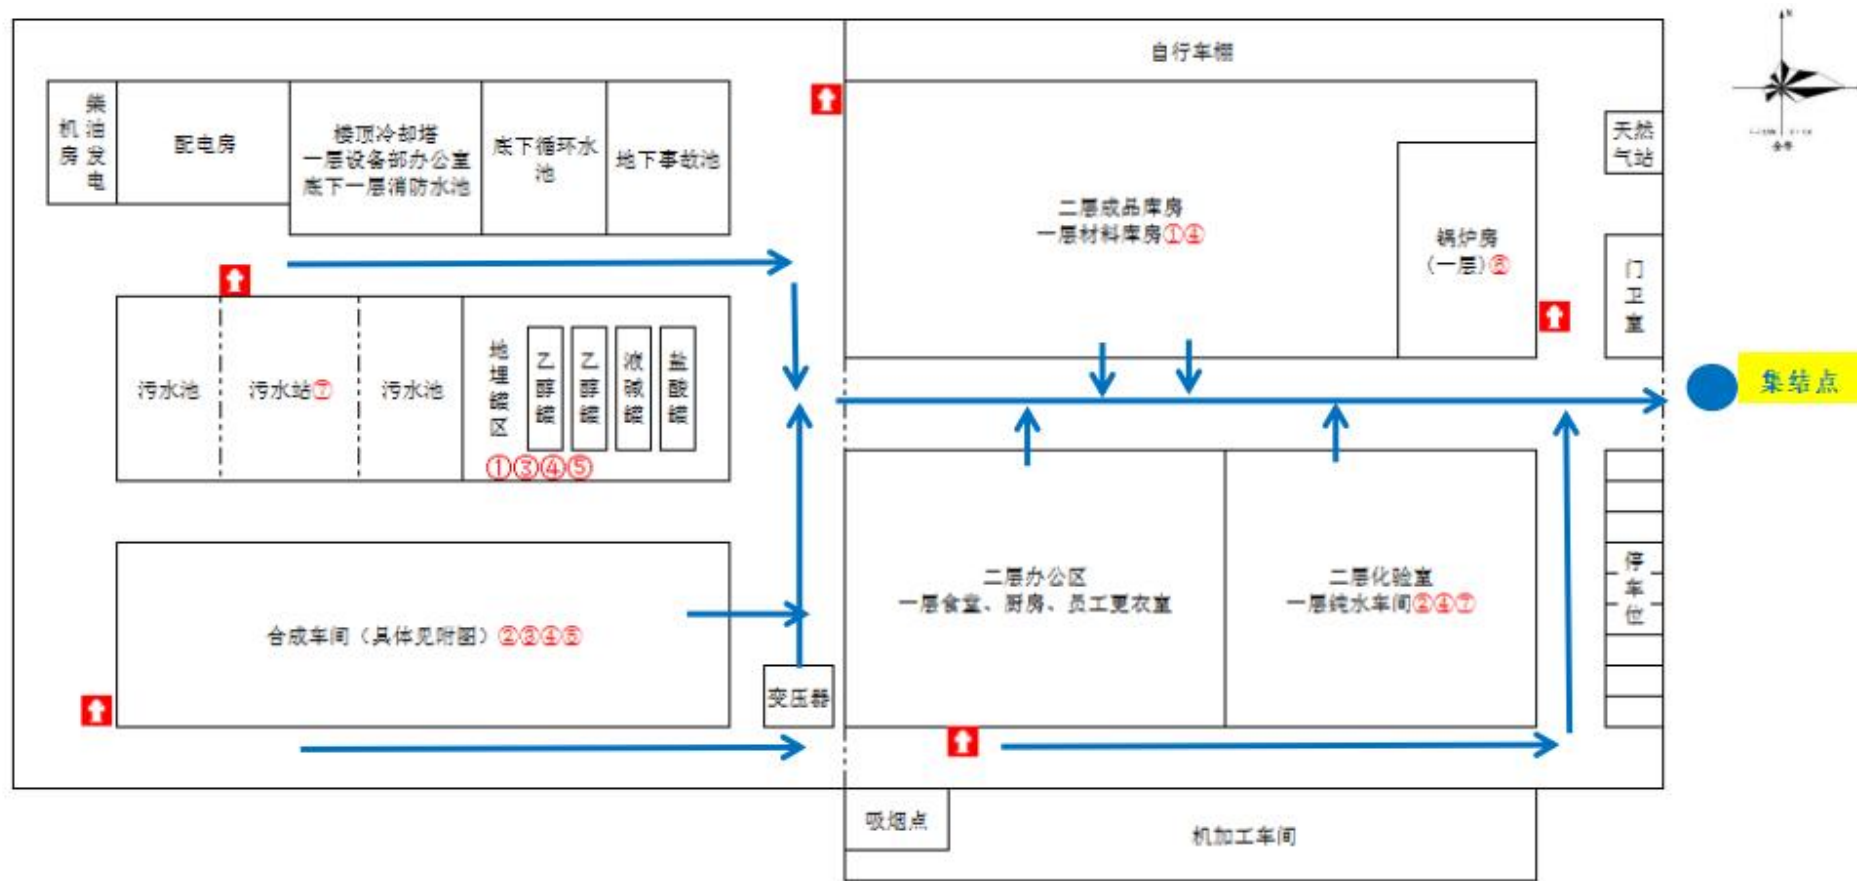 自行车棚
N
柴油发电
机房
配电房
楼顶冷却塔
一层设备部办公室
底下一层消防水池
底下循环水
池
地下事故池
二层成品库房
一层材料库房①④
锅炉房
(一层)⑧
天然
气站
门卫室
集结点
污水池
污水站⑦
污水池
地埋罐区
乙醇罐
乙醇罐
液碱罐
盐酸罐
①③④⑤
二层办公区
一层食堂、厨房、员工更衣室
二层化验室
一层纯水车间②④⑦
停车位
合成车间（具体见附图）②③④⑤
变压器
吸烟点
机加工车间